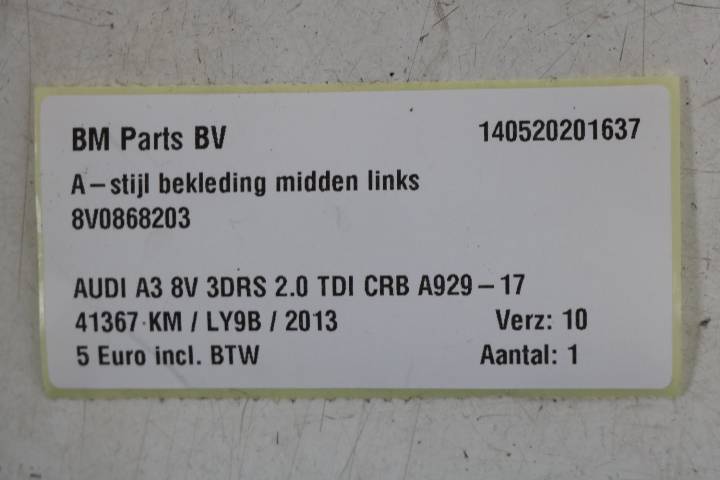 BM Parts BV 140520201637
A-stijl bekleding midden links
8V0868203
AUDI A3 8V 3DRS 2.0 TDI CRB A929-17
41367 KM / LY9B / 2013 Verz: 10
5 Euro incl. BTW Aantal: 1